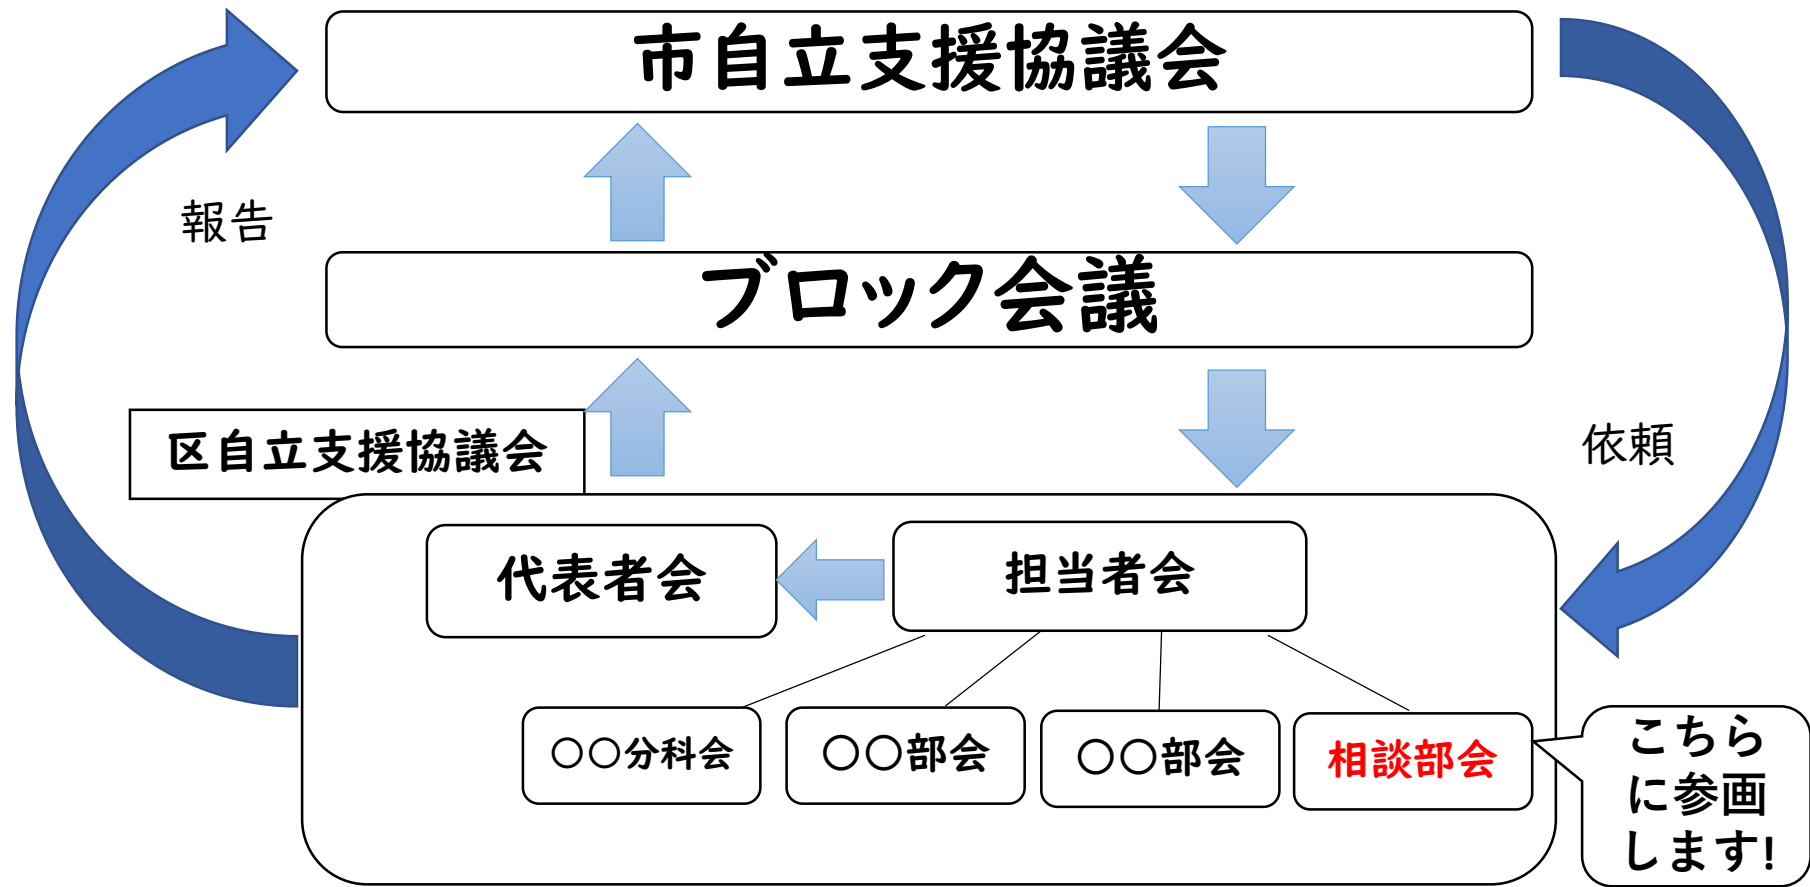 市自立支援協議会
報告
ブロック会議
区自立支援協議会
依頼
代表者会
担当者会
○○分科会
○○部会
○○部会
相談部会
こちら
に参画
します!